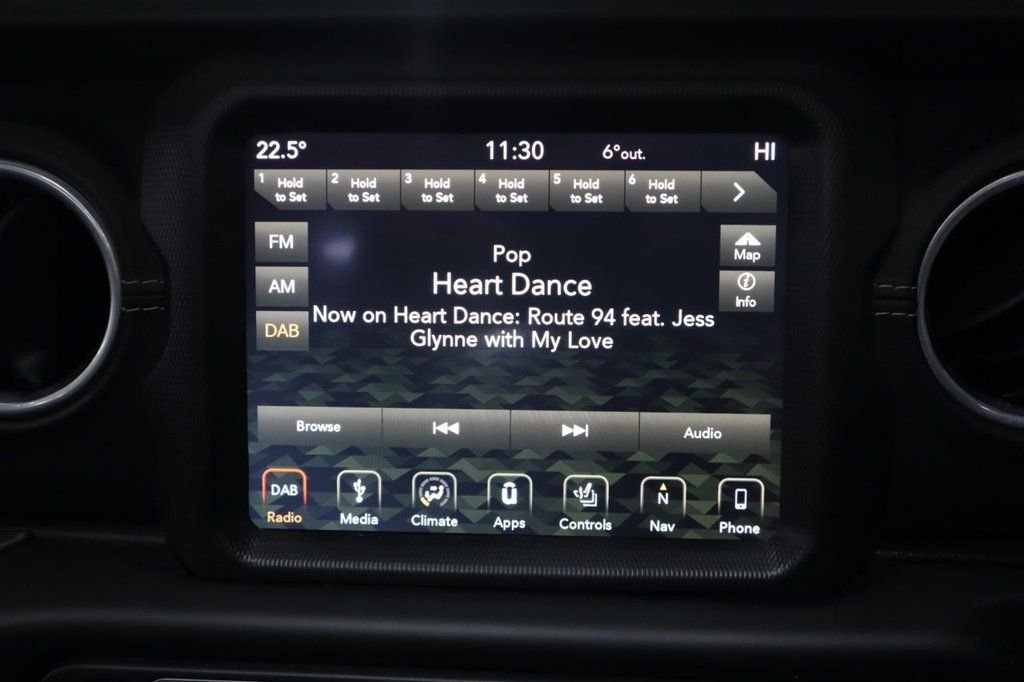 22.5° 11:30 6°out. HI
1 Hold to Set
2 Hold to Set
3 Hold to Set
4 Hold to Set
5 Hold to Set
6 Hold to Set
FM
AM
DAB
Pop
Heart Dance
Now on Heart Dance: Route 94 feat. Jess
Glynne with My Love
Map
Info
Browse
Audio
DAB
Radio
Media
Climate
Apps
Controls
N
Nav
Phone